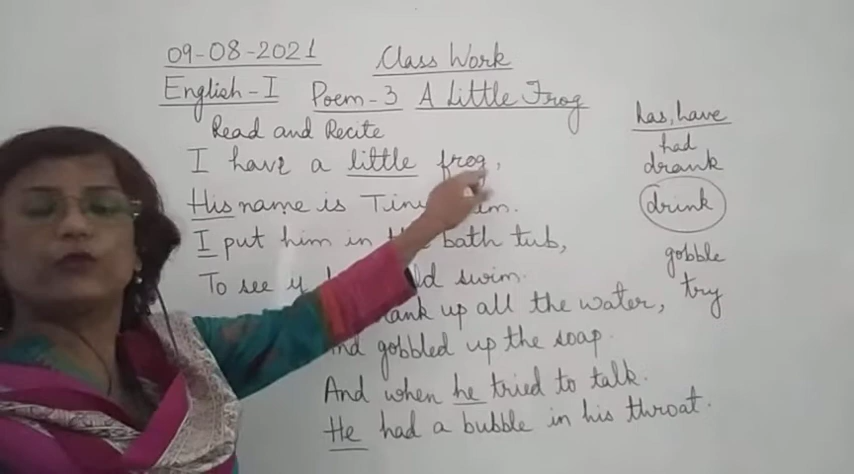 09-08-2021 Class Work
English-I Poem-3 A Little Frog
Read and Recite
I have a little frog,
His name is Tiny
I put him in the bath tub,
To see swim.
up all the water,
gobbled up the soap.
And when he tried to talk.
He had a bubble in his throat.
has, have
had
drank
drink
gobble
try